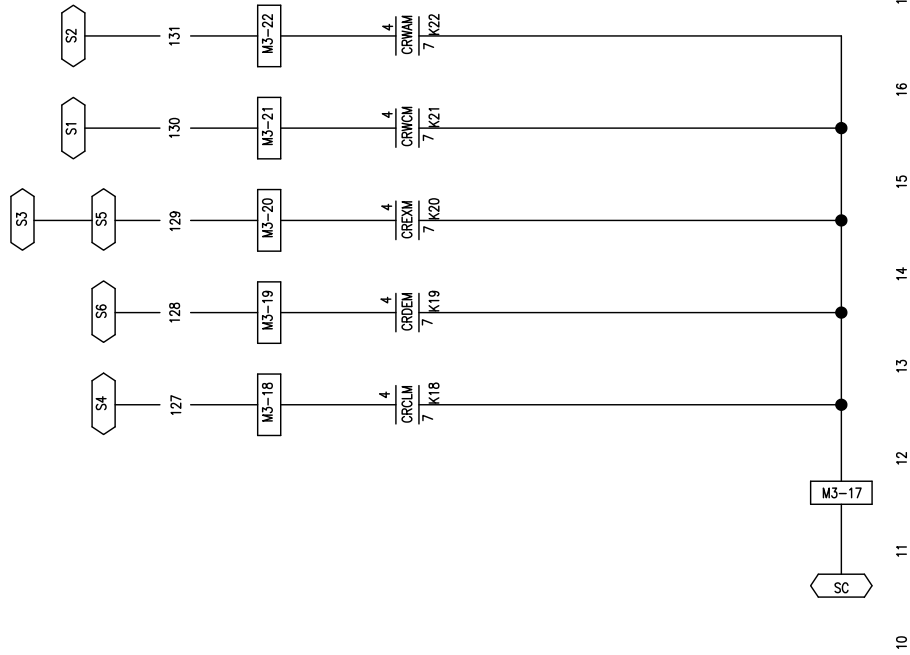 S2
131
M3-22
4
CRWAM
7
K22
S1
130
M3-21
4
CRWCM
7
K21
16
S3
S5
129
M3-20
4
CREXM
7
K20
15
S6
128
M3-19
4
CRDEM
7
K19
14
S4
127
M3-18
4
CRCLM
7
K18
13
12
M3-17
11
SC
10